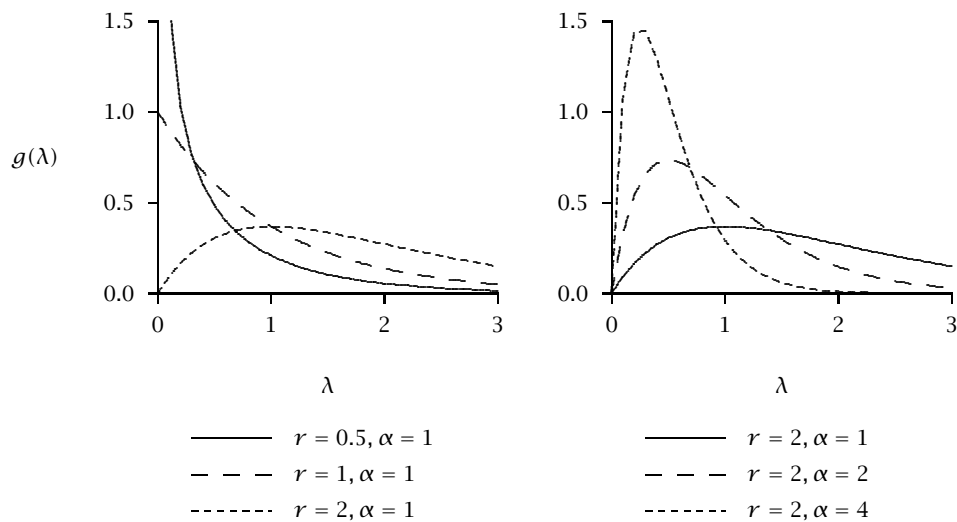 1.5
1.0
0.5
0.0
g(λ)
0 1 2 3
λ
r = 0.5, α = 1
r = 1, α = 1
r = 2, α = 1
1.5
1.0
0.5
0.0
0 1 2 3
λ
r = 2, α = 1
r = 2, α = 2
r = 2, α = 4